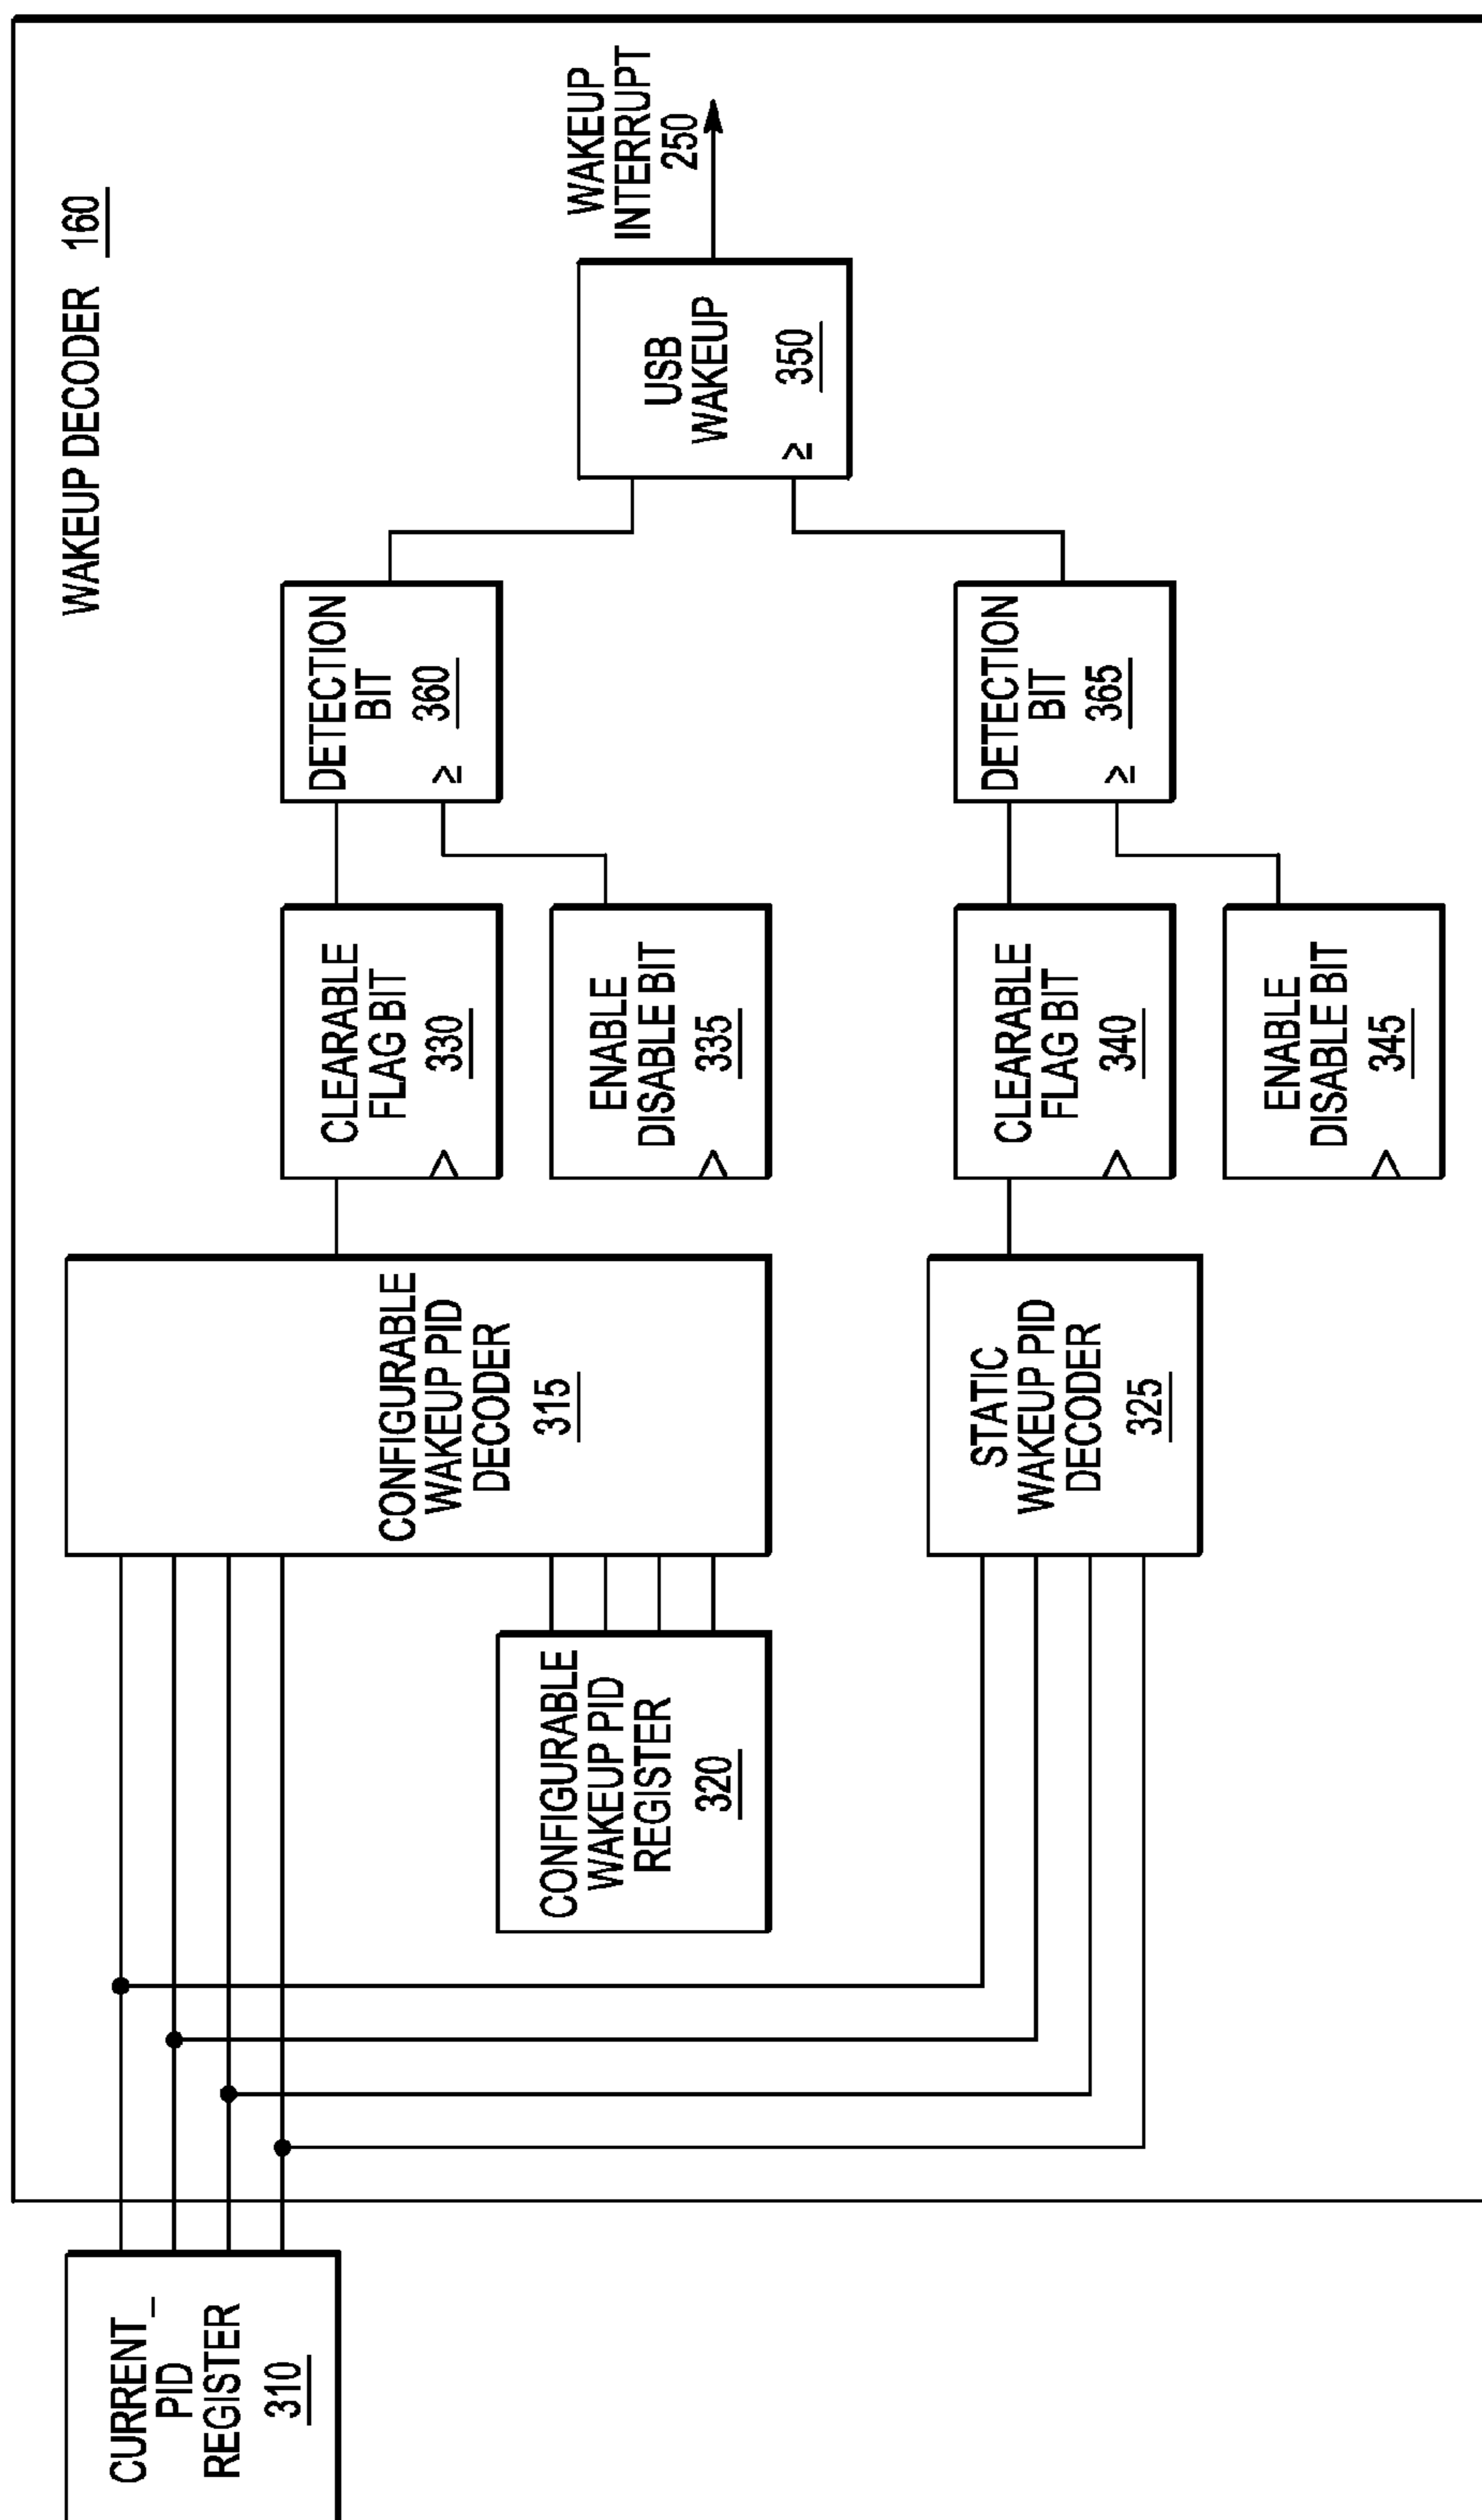 WAKEUP DECODER 160
CURRENT_
PID
REGISTER
310
CONFIGURABLE
WAKEUP PID
REGISTER
320
CONFIGURABLE
WAKEUP PID
DECODER
315
STATIC
WAKEUP PID
DECODER
325
CLEARABLE
FLAG BIT
330
ENABLE
DISABLE BIT
335
CLEARABLE
FLAG BIT
340
ENABLE
DISABLE BIT
345
DETECTION
BIT
360
≥
DETECTION
BIT
365
≥
USB
WAKEUP
350
≥
WAKEUP
INTERRUPT
250